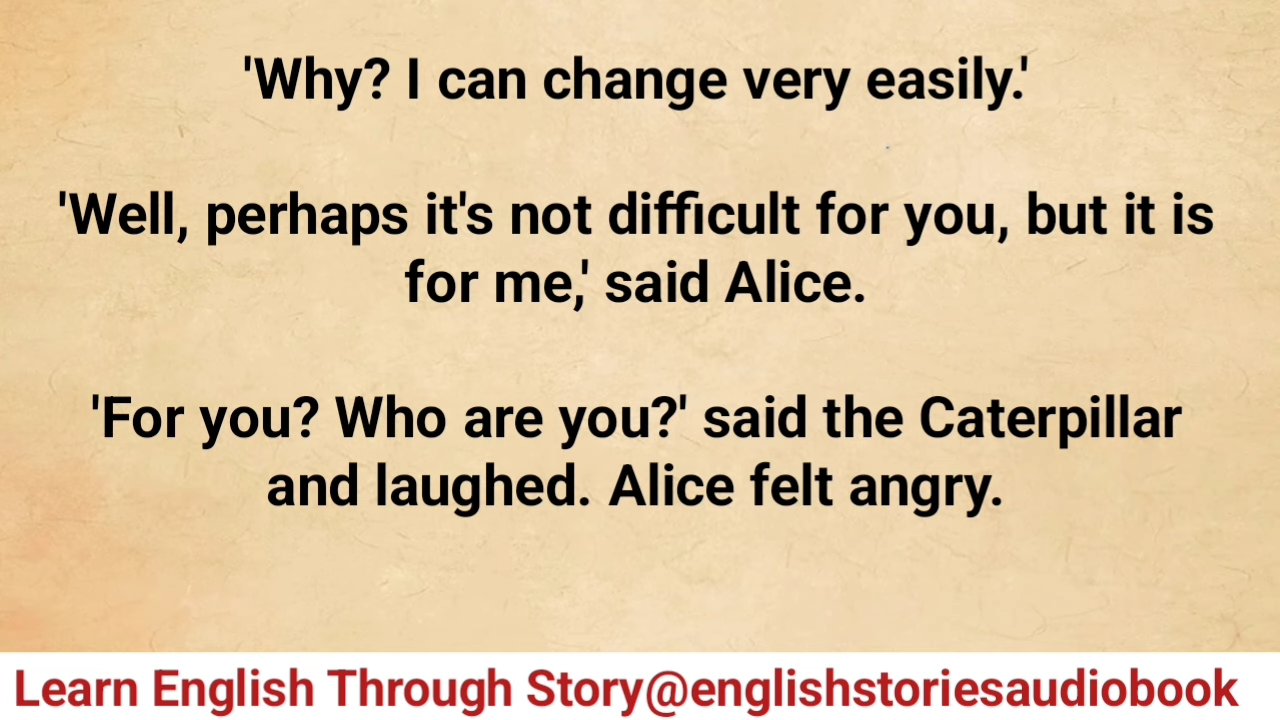 'Why? I can change very easily.'
'Well, perhaps it's not difficult for you, but it is
for me,' said Alice.
'For you? Who are you?' said the Caterpillar
and laughed. Alice felt angry.
Learn English Through Story@englishstoriesaudiobook